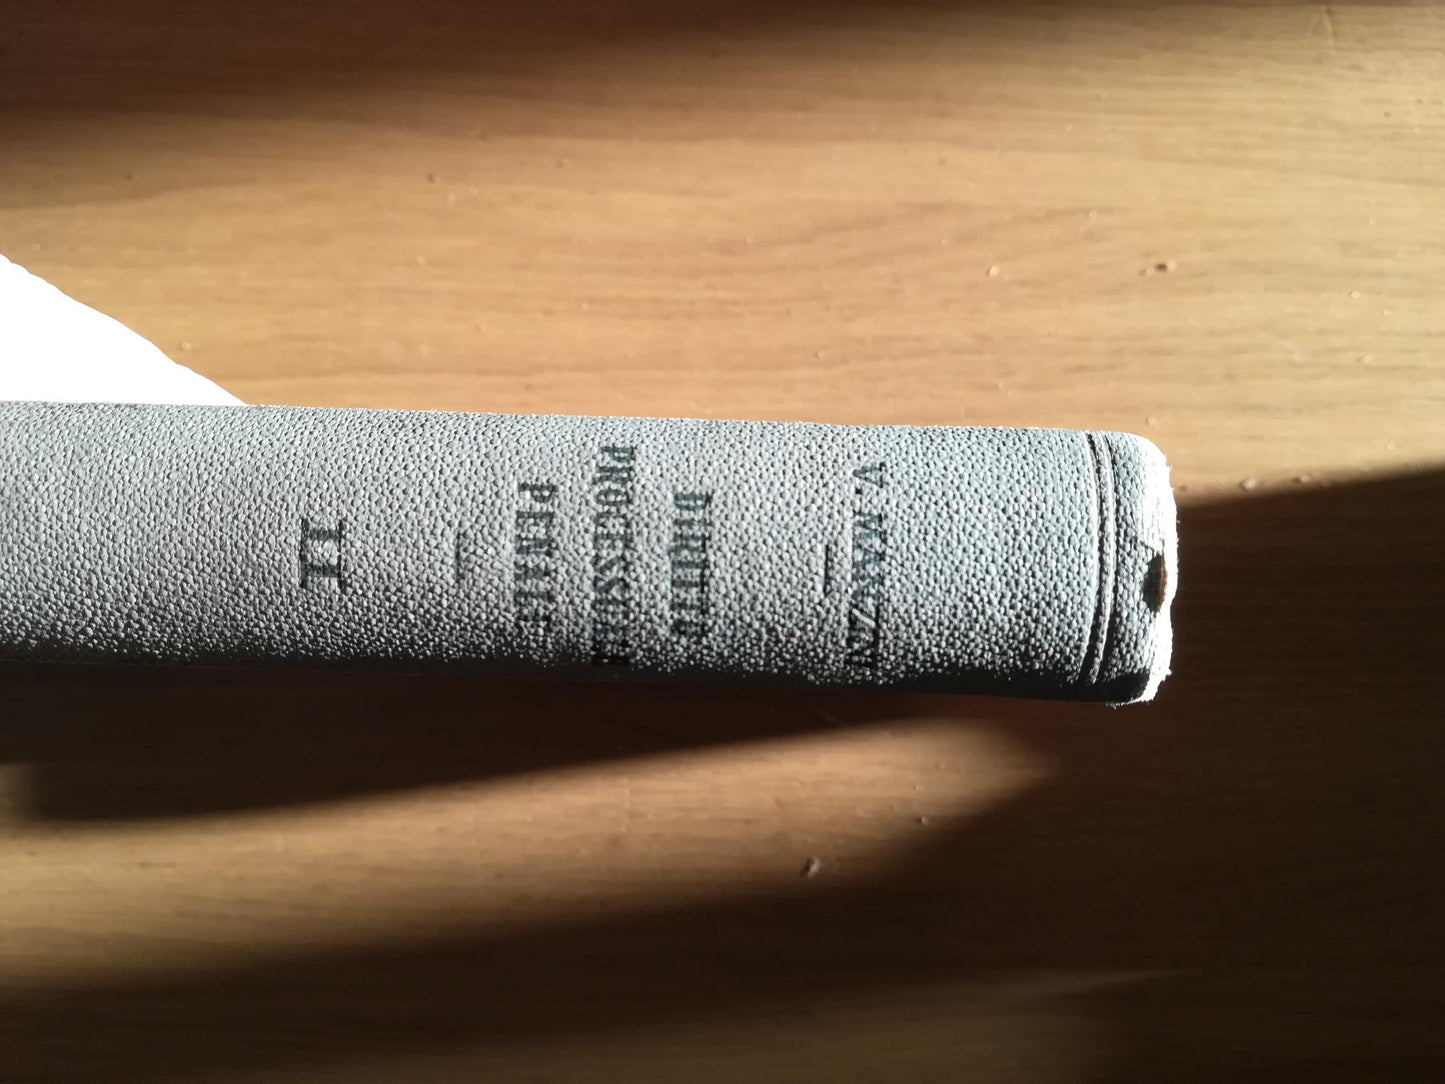 V. MANZINI
DIRITTO
PROCESSUALE
PENALE
II